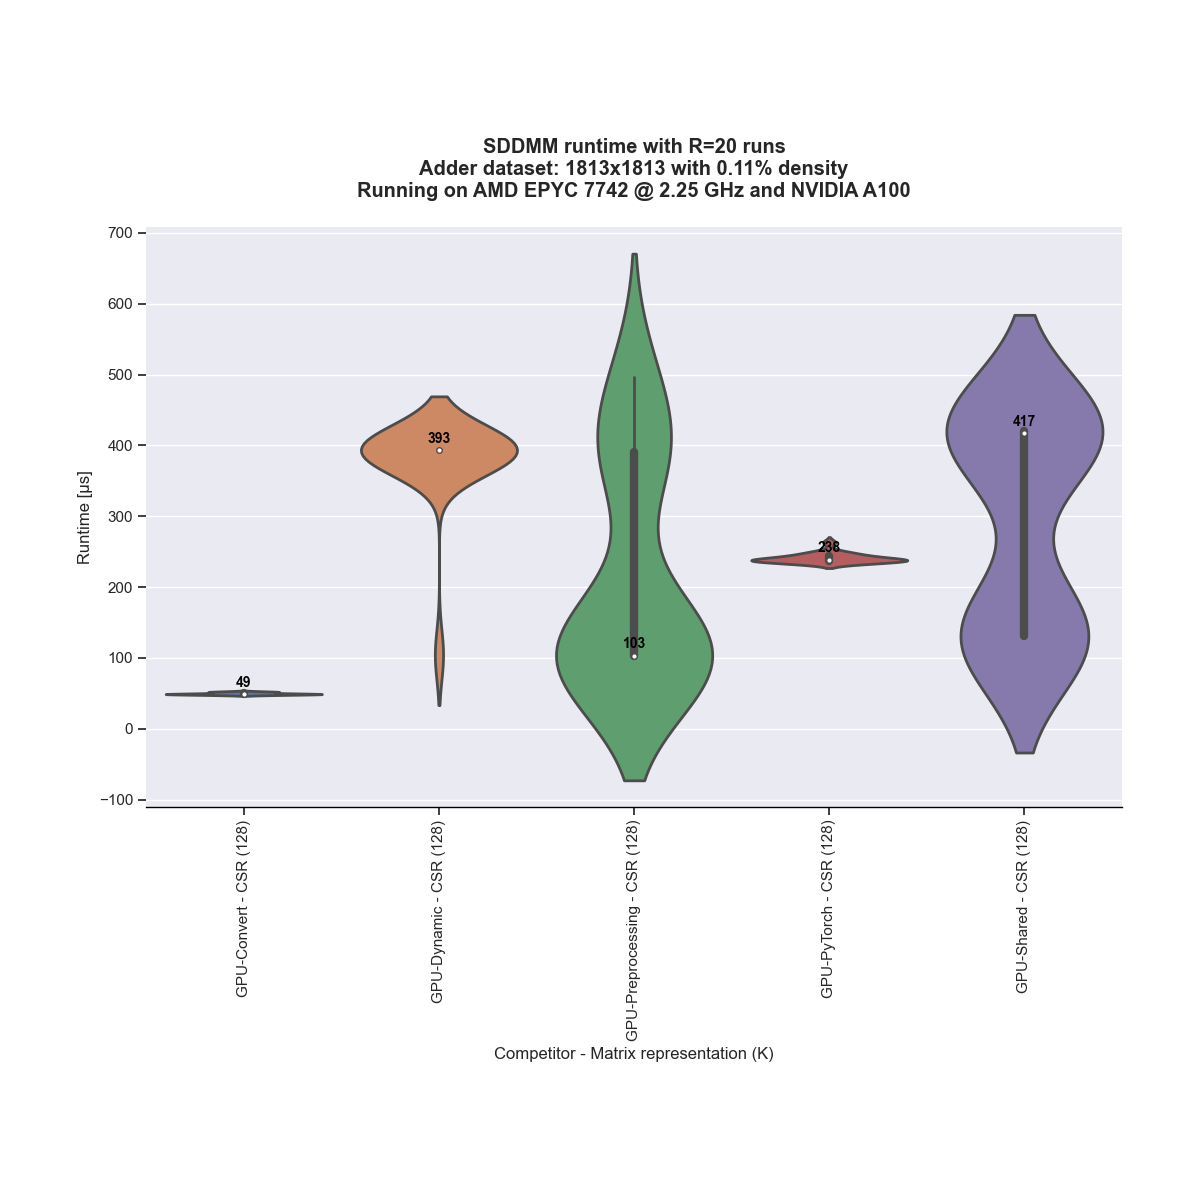 SDDMM runtime with R=20 runs
Adder dataset: 1813x1813 with 0.11% density
Running on AMD EPYC 7742 @ 2.25 GHz and NVIDIA A100
700
600
500
400
300
200
100
0
−100
Runtime [μs]
49
393
103
238
417
GPU-Convert - CSR (128)
GPU-Dynamic - CSR (128)
GPU-Preprocessing - CSR (128)
GPU-PyTorch - CSR (128)
GPU-Shared - CSR (128)
Competitor - Matrix representation (K)